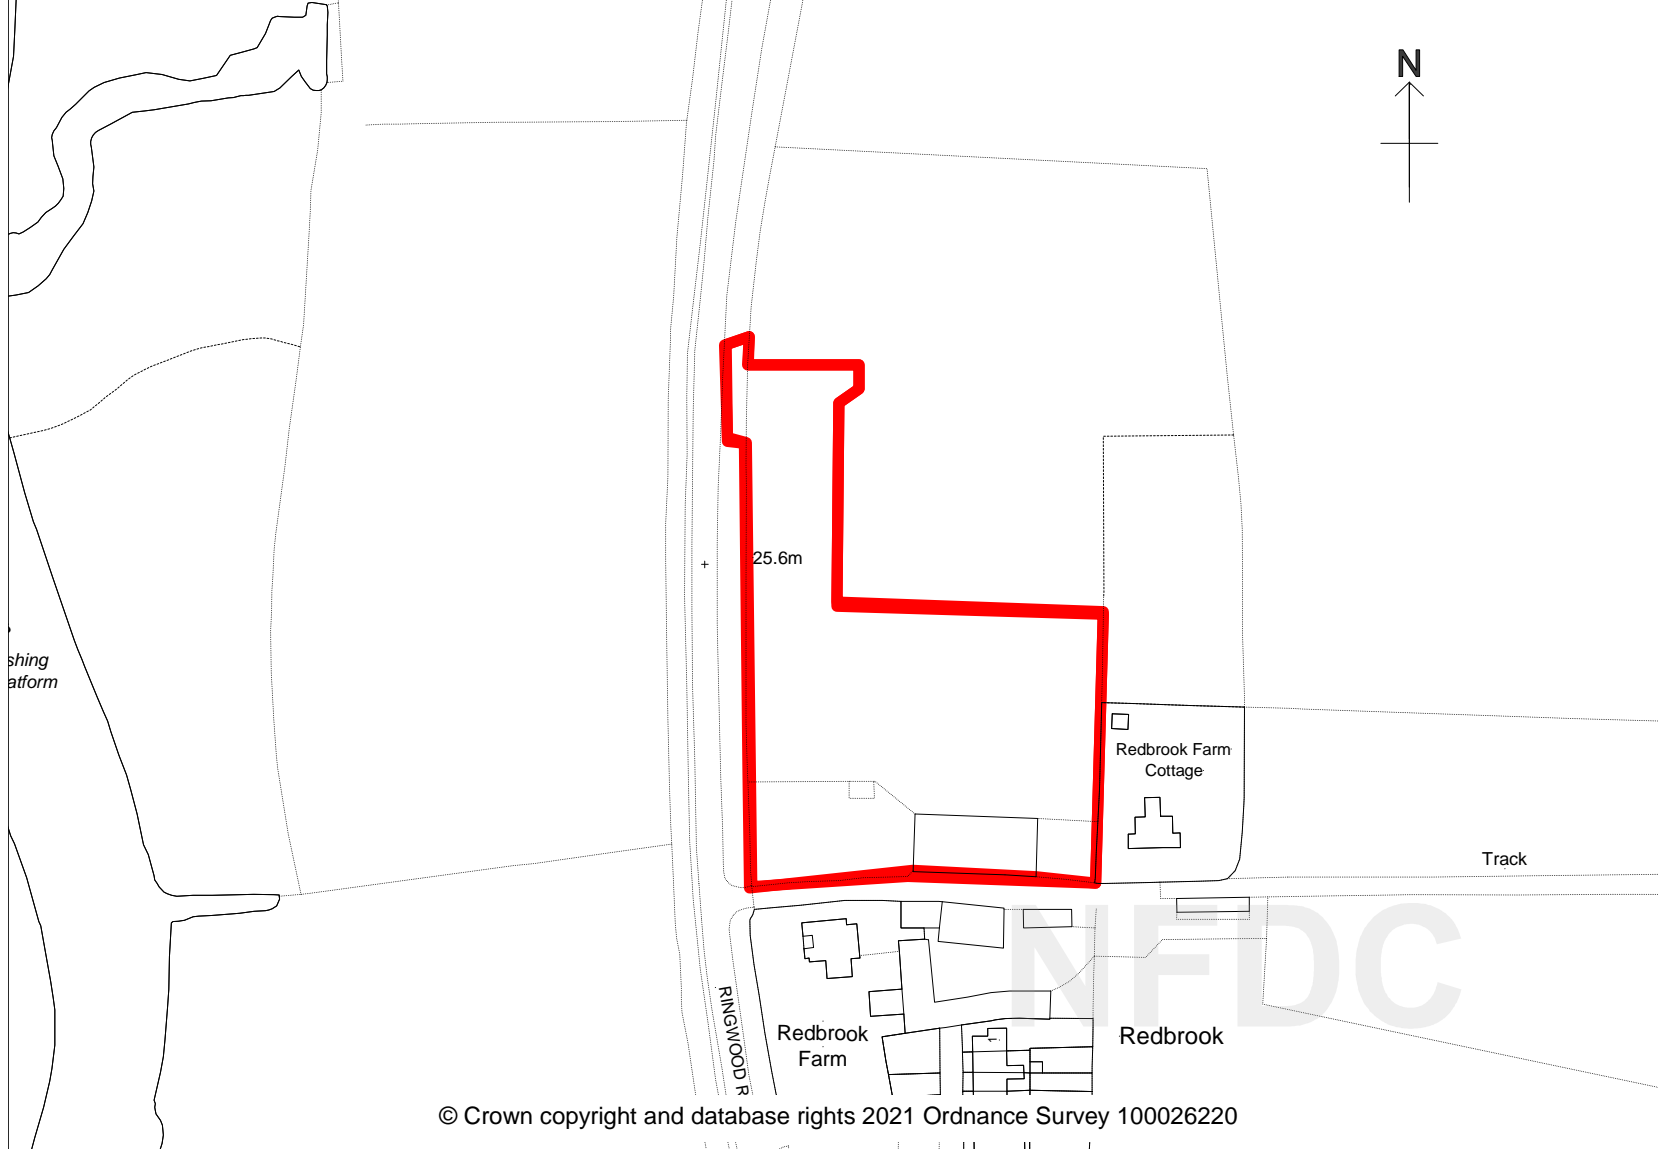 N
25.6m
shing
atform
Redbrook Farm
Cottage
Track
NFDC
RINGWOOD R
Redbrook
Farm
1
Redbrook
© Crown copyright and database rights 2021 Ordnance Survey 100026220